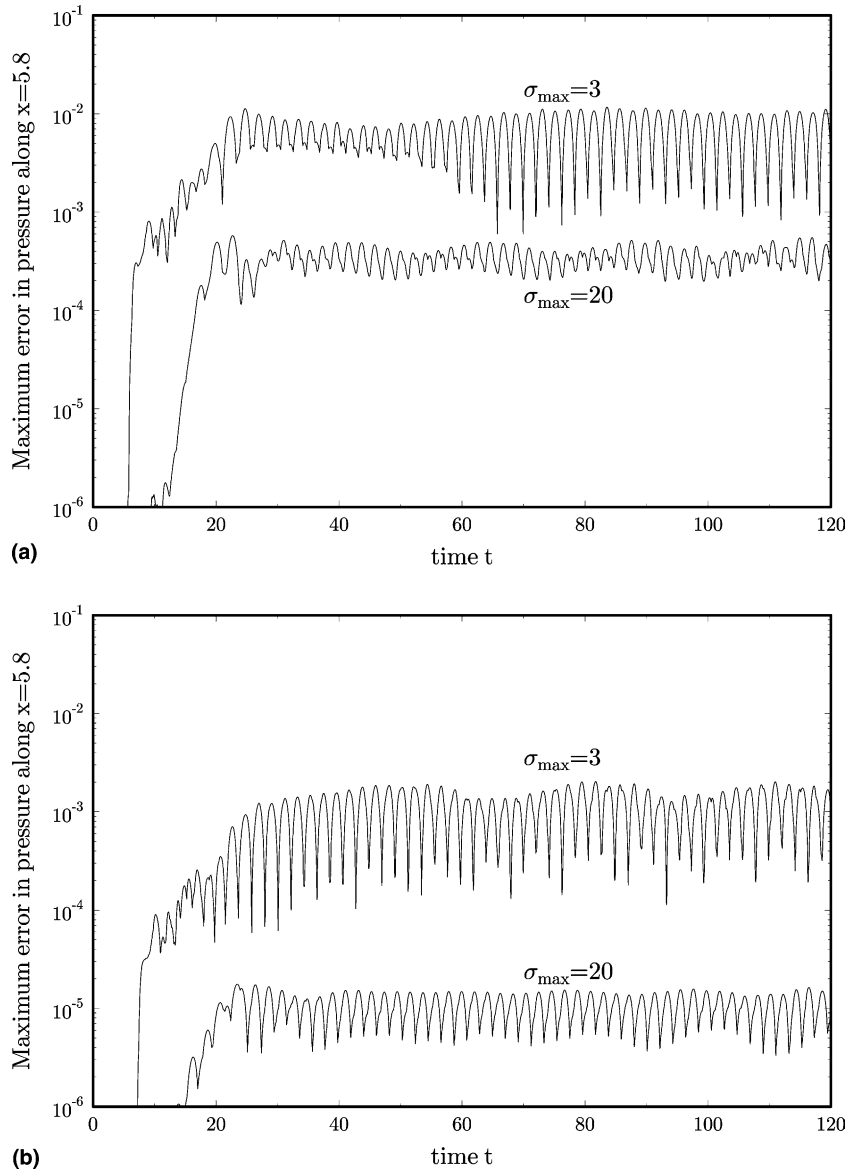 10-1
10-2
10-3
10-4
10-5
10-6
Maximum error in pressure along x=5.8
σmax=3
σmax=20
0 20 40 60 80 100 120
time t
(a)
10-1
10-2
10-3
10-4
10-5
10-6
Maximum error in pressure along x=5.8
σmax=3
σmax=20
0 20 40 60 80 100 120
time t
(b)